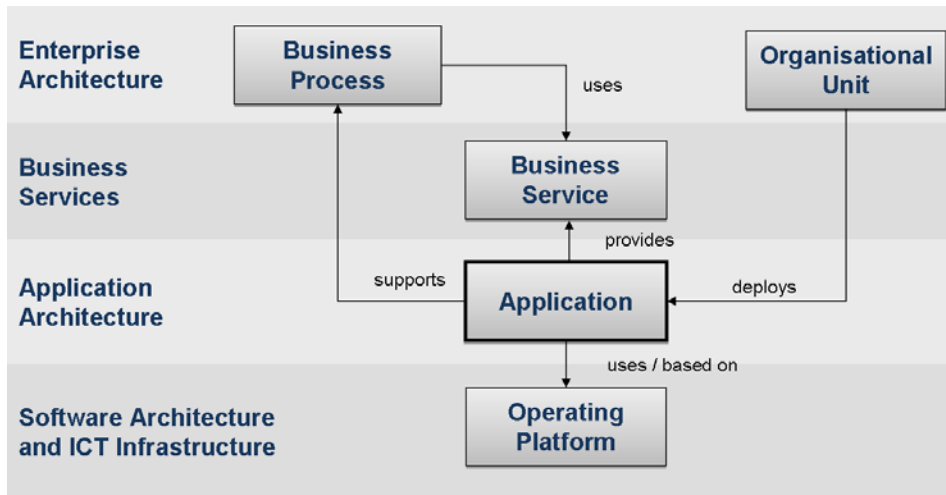 Enterprise
Architecture
Business
Process
Organisational
Unit
uses
Business
Services
Business
Service
provides
Application
Architecture
supports
Application
deploys
uses / based on
Software Architecture
and ICT Infrastructure
Operating
Platform